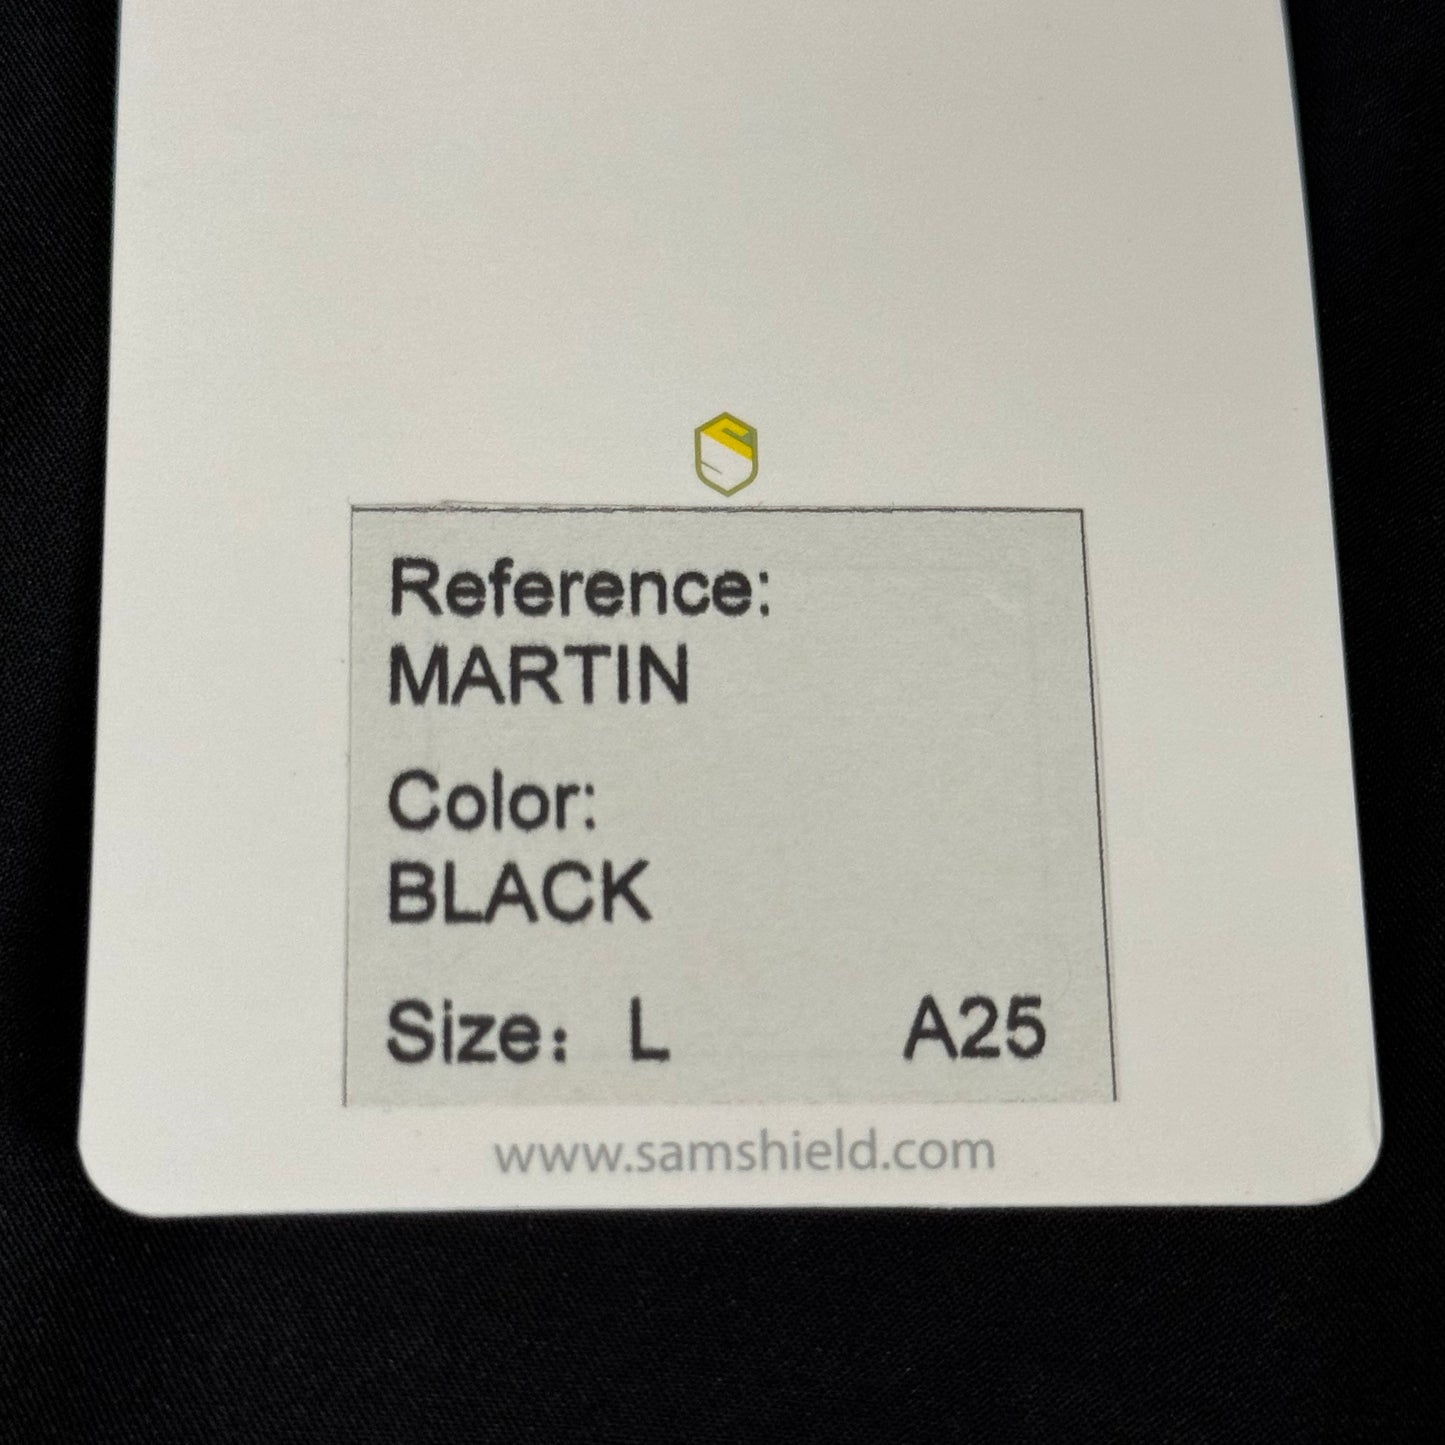 Reference:
MARTIN
Color:
BLACK
Size： L A25
www.samshield.com